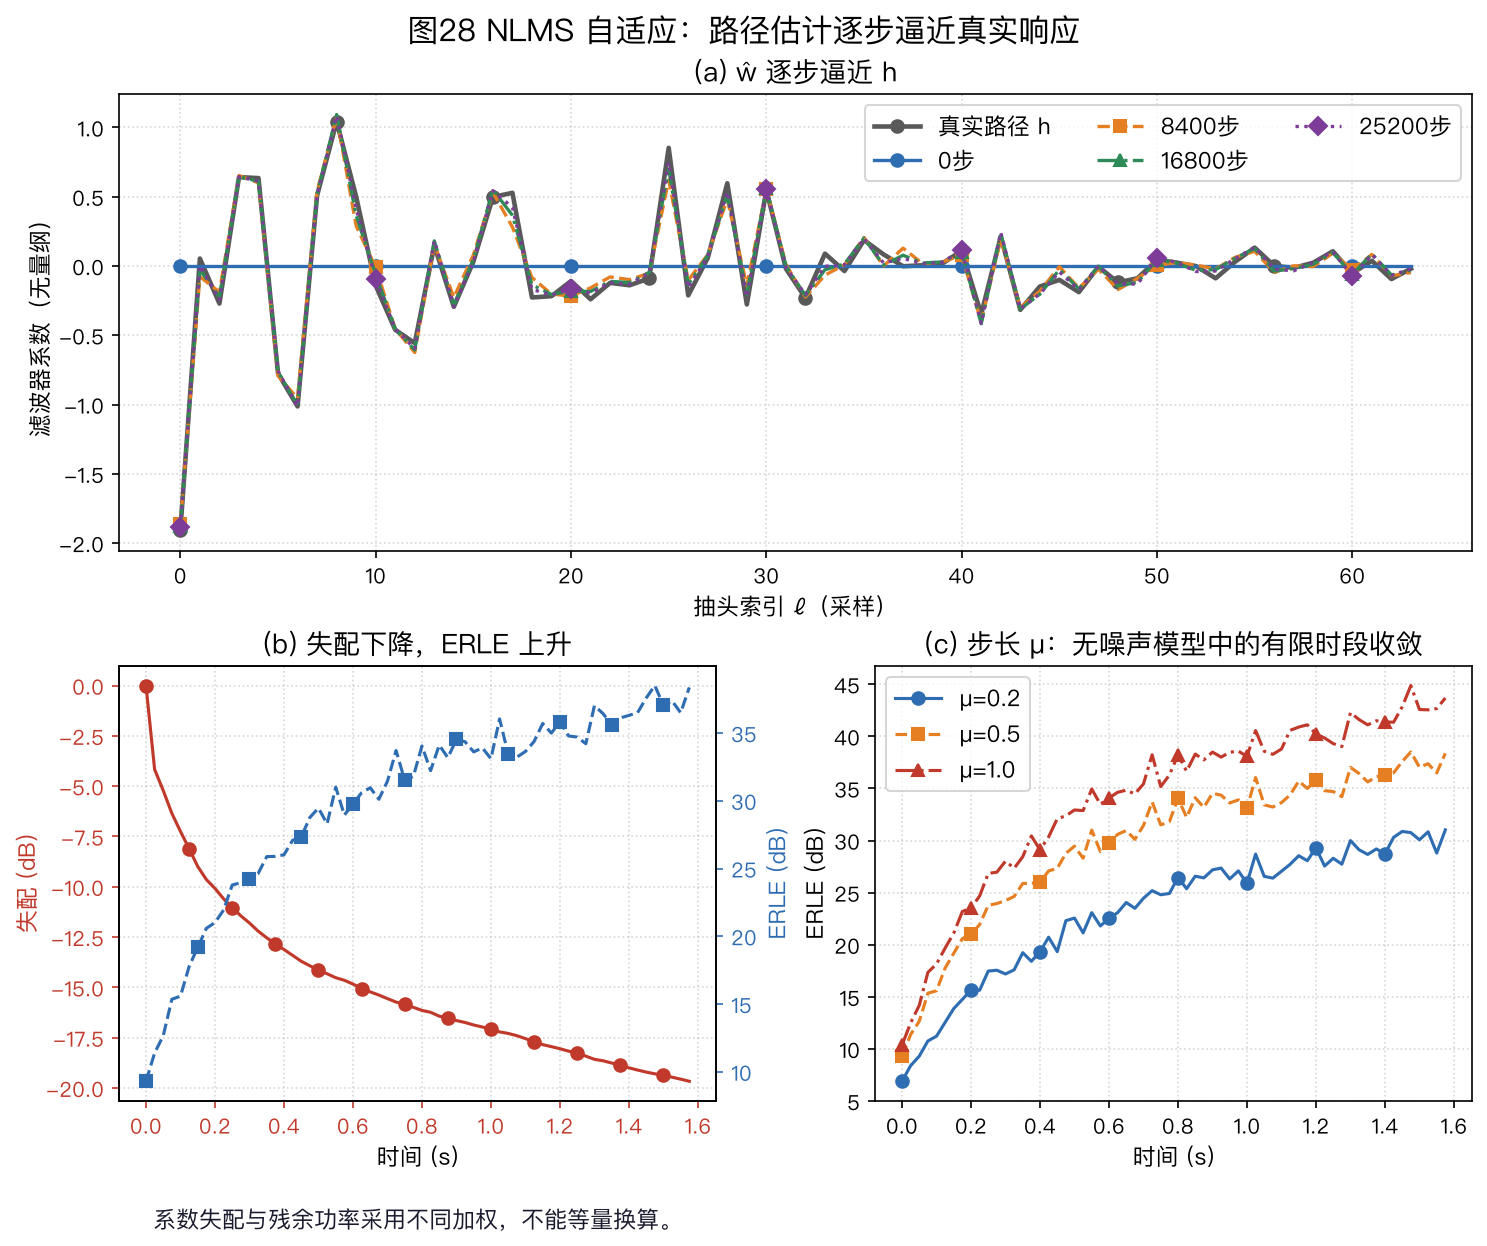 图28 NLMS 自适应：路径估计逐步逼近真实响应
(a) ŵ 逐步逼近 h
滤波器系数（无量纲）
1.0
0.5
0.0
−0.5
−1.0
−1.5
−2.0
真实路径 h
0步
8400步
16800步
25200步
0 10 20 30 40 50 60
抽头索引 ℓ（采样）
(b) 失配下降，ERLE 上升
失配 (dB)
0.0
−2.5
−5.0
−7.5
−10.0
−12.5
−15.0
−17.5
−20.0
35
30
25
20
15
10
ERLE (dB)
0.0 0.2 0.4 0.6 0.8 1.0 1.2 1.4 1.6
时间 (s)
(c) 步长 μ：无噪声模型中的有限时段收敛
ERLE (dB)
45
40
35
30
25
20
15
10
5
μ=0.2
μ=0.5
μ=1.0
0.0 0.2 0.4 0.6 0.8 1.0 1.2 1.4 1.6
时间 (s)
系数失配与残余功率采用不同加权，不能等量换算。